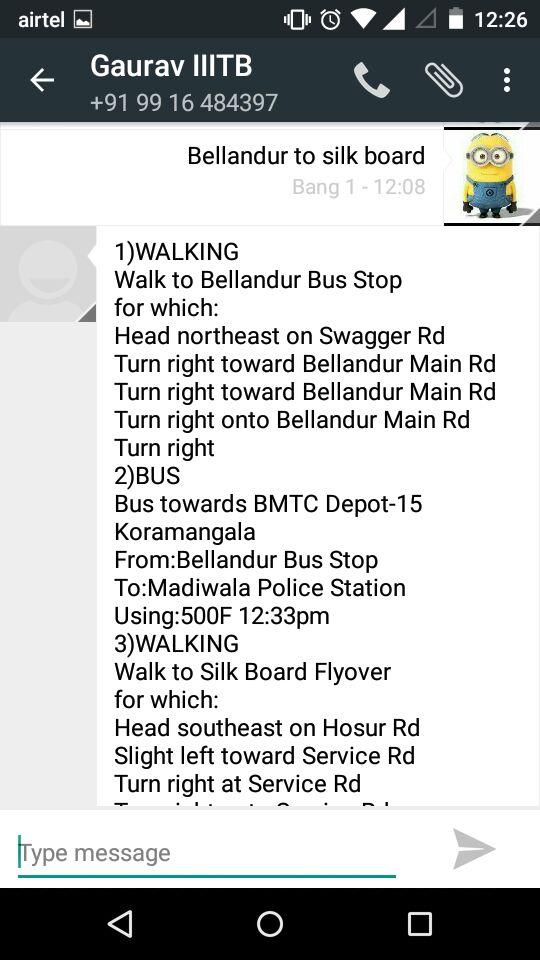 airtel 12:26
Gaurav IIITB
+91 99 16 484397
Bellandur to silk board
Bang 1 - 12:08
1)WALKING
Walk to Bellandur Bus Stop
for which:
Head northeast on Swagger Rd
Turn right toward Bellandur Main Rd
Turn right toward Bellandur Main Rd
Turn right onto Bellandur Main Rd
Turn right
2)BUS
Bus towards BMTC Depot-15
Koramangala
From:Bellandur Bus Stop
To:Madiwala Police Station
Using:500F 12:33pm
3)WALKING
Walk to Silk Board Flyover
for which:
Head southeast on Hosur Rd
Slight left toward Service Rd
Turn right at Service Rd
Type message